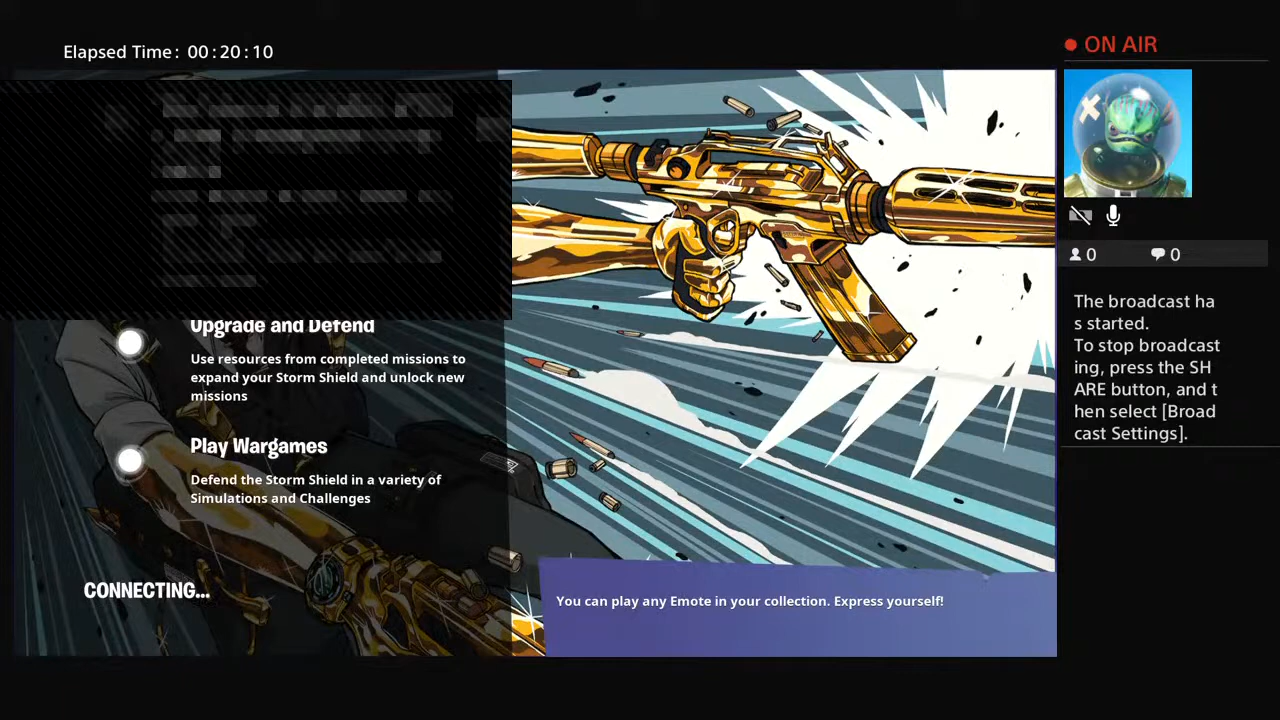 Elapsed Time: 00:20:10
ON AIR
0 0
The broadcast ha
s started.
To stop broadcast
ing, press the SH
ARE button, and t
hen select [Broad
cast Settings].
Upgrade and Defend
Use resources from completed missions to
expand your Storm Shield and unlock new
missions
Play Wargames
Defend the Storm Shield in a variety of
Simulations and Challenges
CONNECTING...
You can play any Emote in your collection. Express yourself!